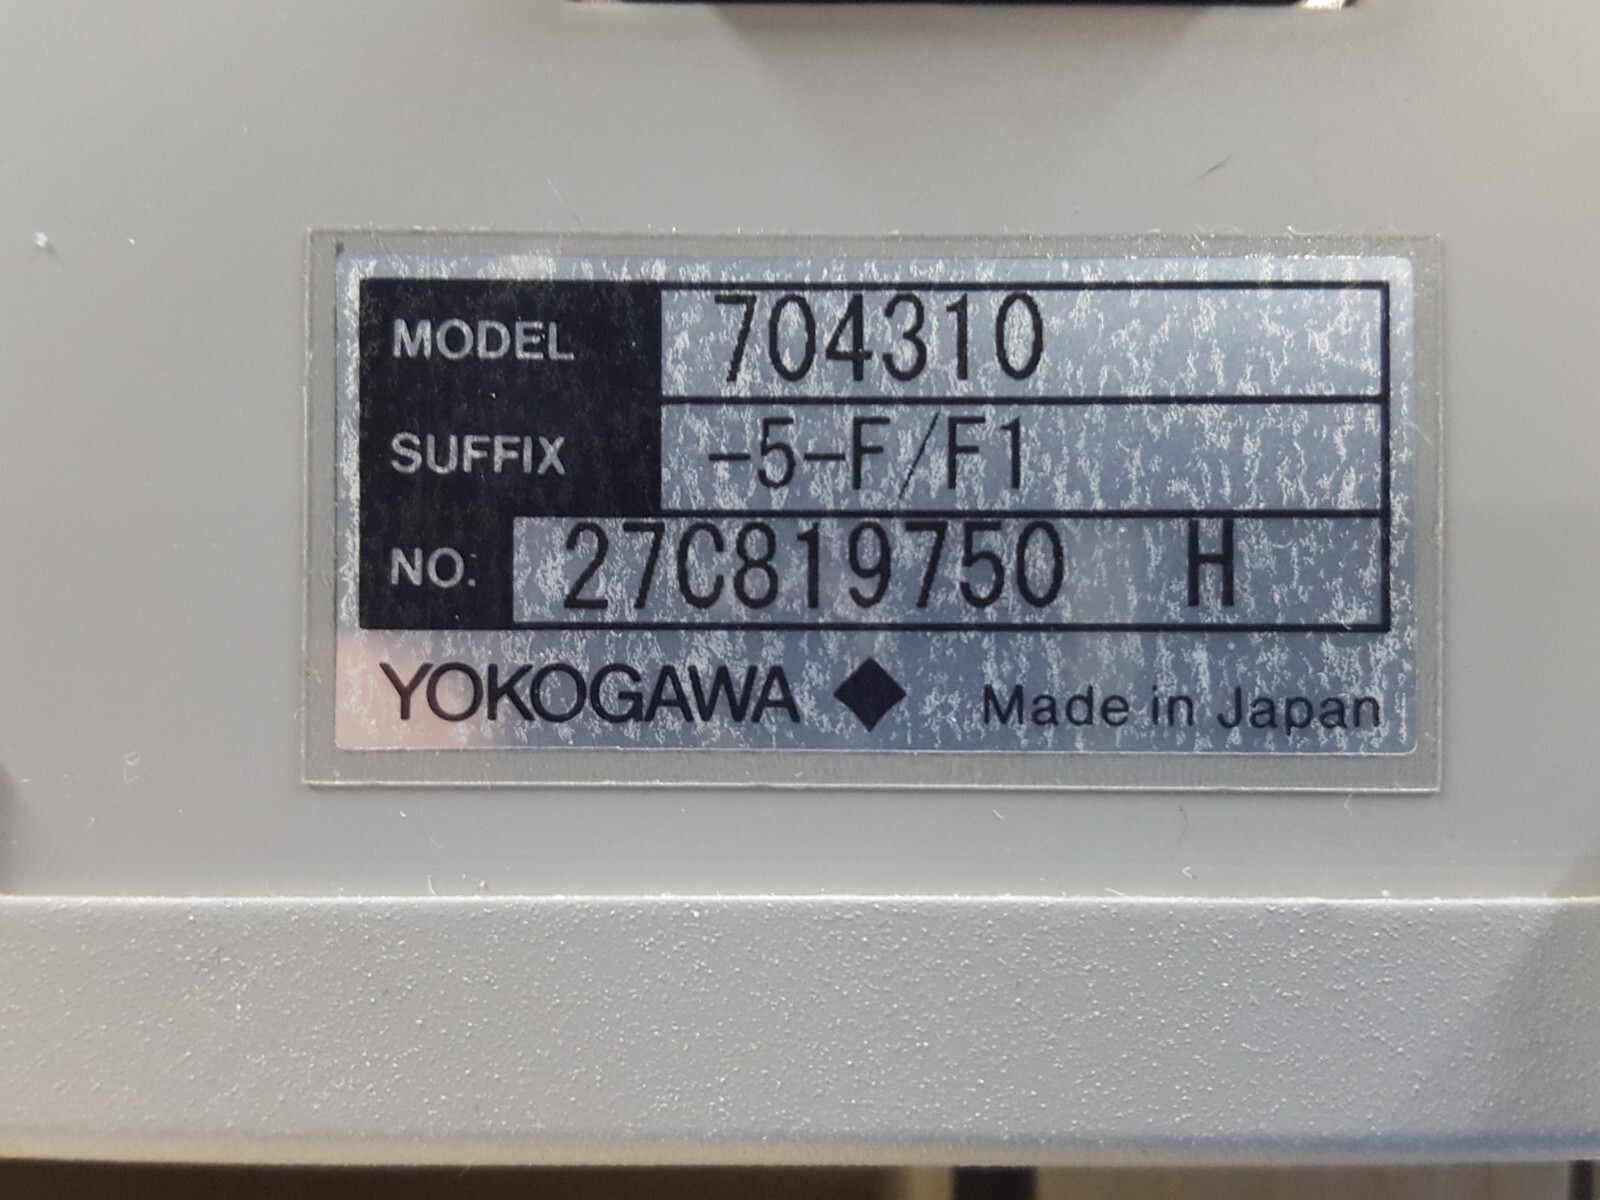 MODEL 704310
SUFFIX -5-F/F1
NO. 27C819750 H
YOKOGAWA ◆ Made in Japan